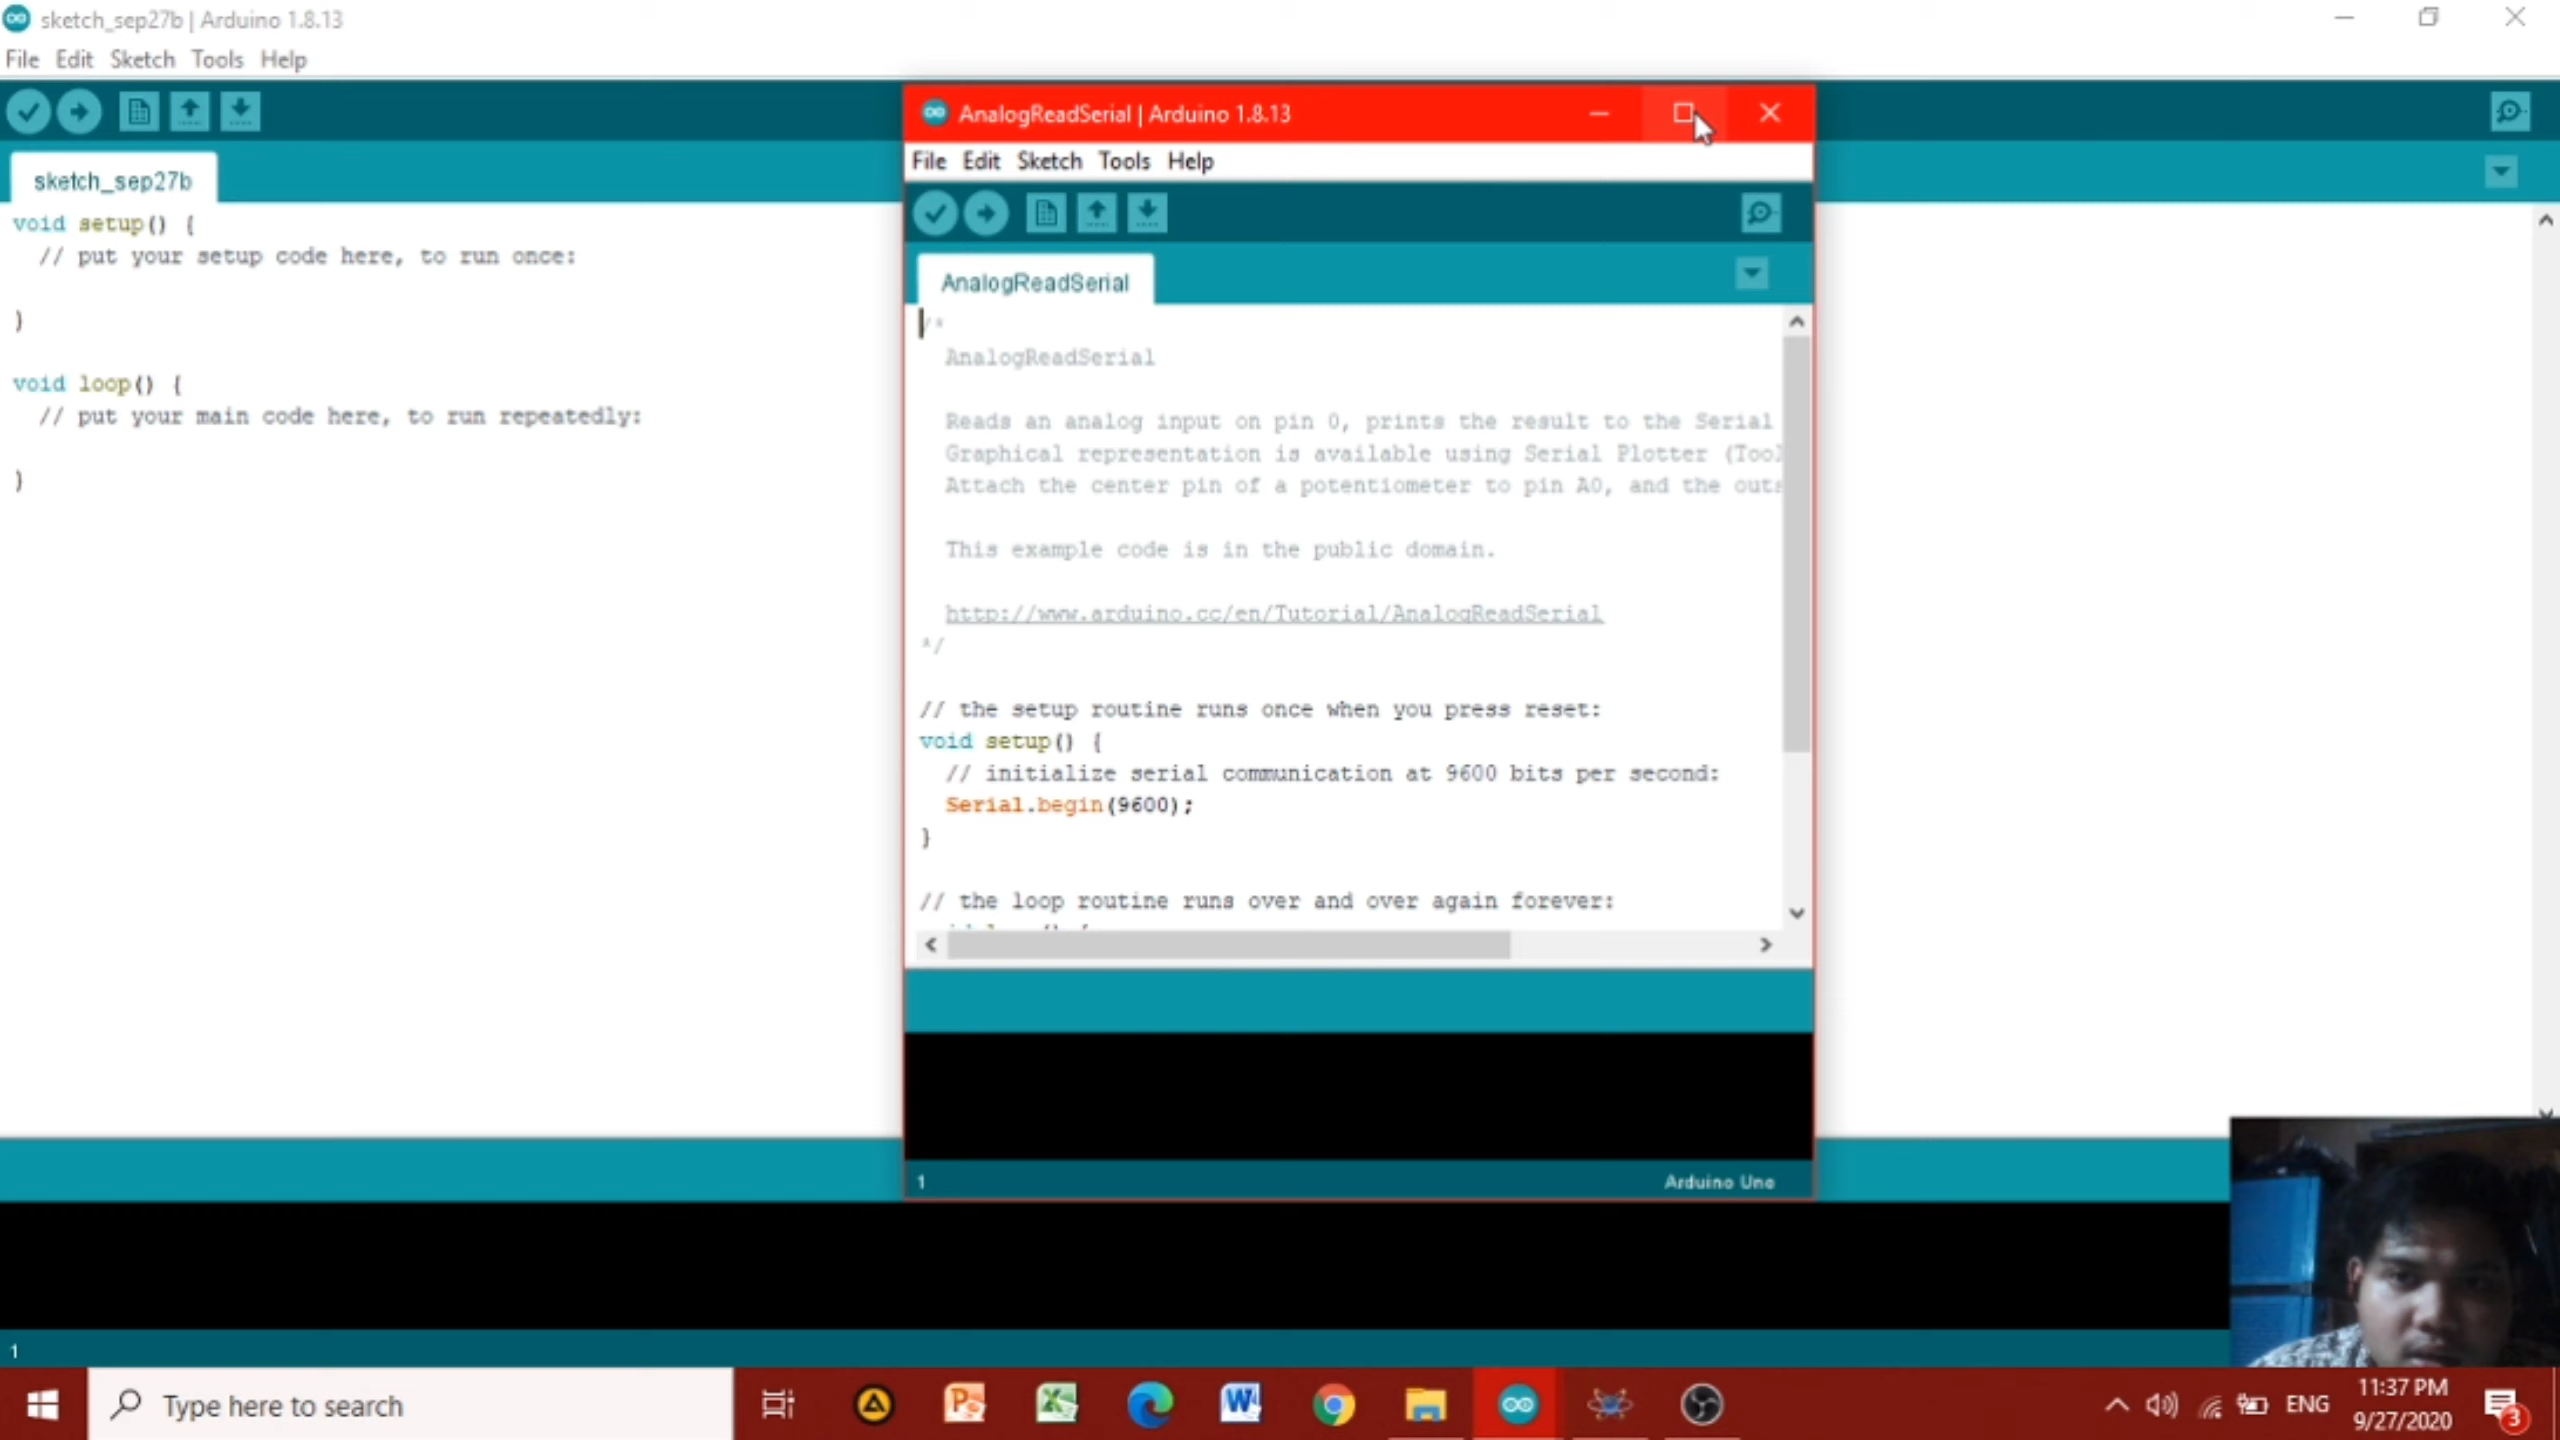 sketch_sep27b | Arduino 1.8.13
File Edit Sketch Tools Help
sketch_sep27b
void setup() {
// put your setup code here, to run once:
}
void loop() {
// put your main code here, to run repeatedly:
}
AnalogReadSerial | Arduino 1.8.13
File Edit Sketch Tools Help
AnalogReadSerial
/*
AnalogReadSerial
Reads an analog input on pin 0, prints the result to the Serial
Graphical representation is available using Serial Plotter (Tool
Attach the center pin of a potentiometer to pin A0, and the outs
This example code is in the public domain.
http://www.arduino.cc/en/Tutorial/AnalogReadSerial
*/
// the setup routine runs once when you press reset:
void setup() {
// initialize serial communication at 9600 bits per second:
Serial.begin(9600);
}
// the loop routine runs over and over again forever:
1
Arduino Uno
1
Type here to search
ENG
11:37 PM
9/27/2020
3